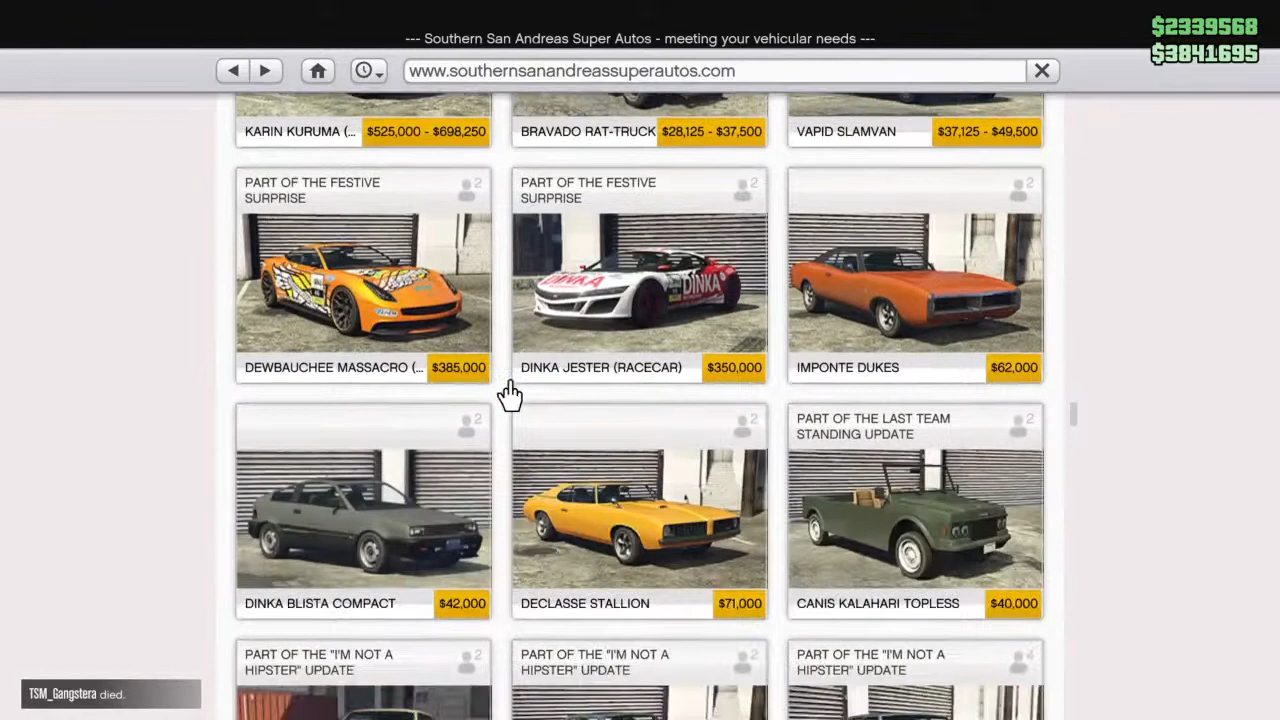 --- Southern San Andreas Super Autos - meeting your vehicular needs ---
$2339568
$3841695
www.southernsanandreassuperautos.com
KARIN KURUMA (... $525,000 - $698,250
BRAVADO RAT-TRUCK $28,125 - $37,500
VAPID SLAMVAN $37,125 - $49,500
PART OF THE FESTIVE
SURPRISE
2
PART OF THE FESTIVE
SURPRISE
2
2
DINKA
DINKA
DEWBAUCHEE MASSACRO (... $385,000
DINKA JESTER (RACECAR) $350,000
IMPONTE DUKES $62,000
2
2
PART OF THE LAST TEAM
STANDING UPDATE
2
DINKA BLISTA COMPACT $42,000
DECLASSE STALLION $71,000
CANIS KALAHARI TOPLESS $40,000
PART OF THE "I'M NOT A
HIPSTER" UPDATE
2
PART OF THE "I'M NOT A
HIPSTER" UPDATE
2
PART OF THE "I'M NOT A
HIPSTER" UPDATE
4
TSM_Gangstera died.